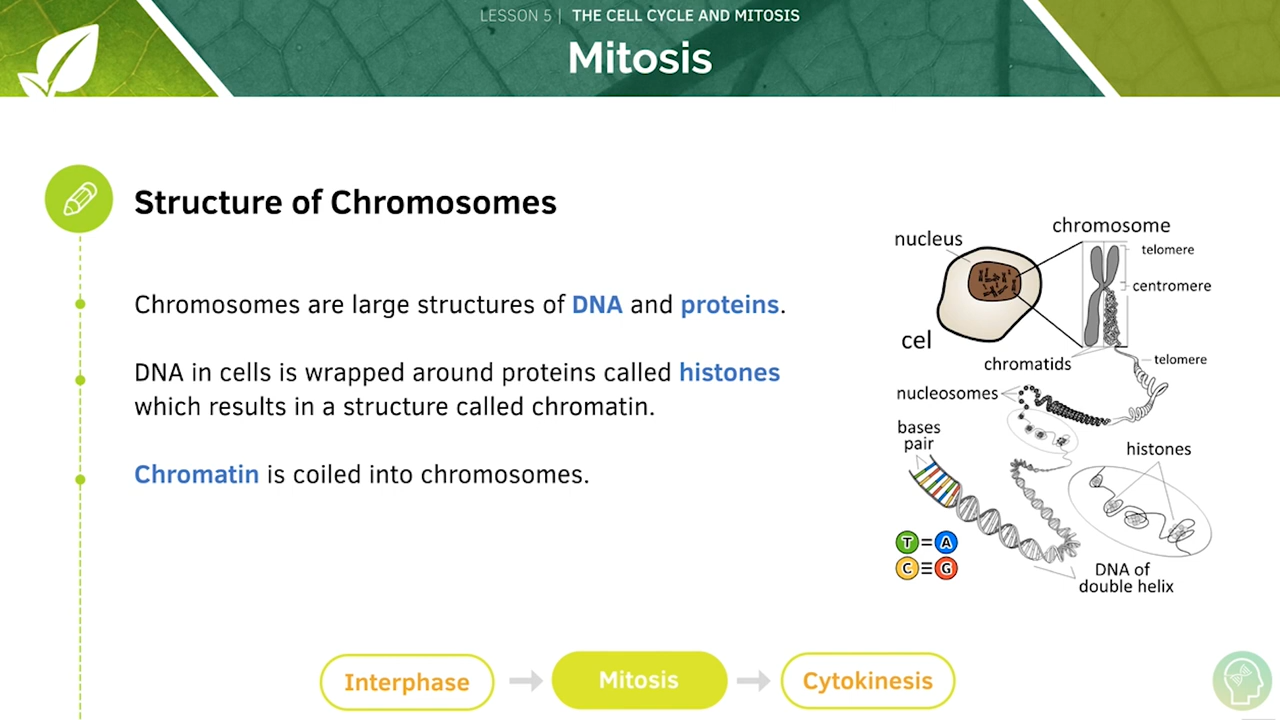 LESSON 5 | THE CELL CYCLE AND MITOSIS
Mitosis
Structure of Chromosomes
Chromosomes are large structures of DNA and proteins.
DNA in cells is wrapped around proteins called histones
which results in a structure called chromatin.
Chromatin is coiled into chromosomes.
chromosome
nucleus
telomere
centromere
cel
chromatids
telomere
nucleosomes
bases
pair
histones
T=A
C≡G
DNA of
double helix
Interphase
Mitosis
Cytokinesis